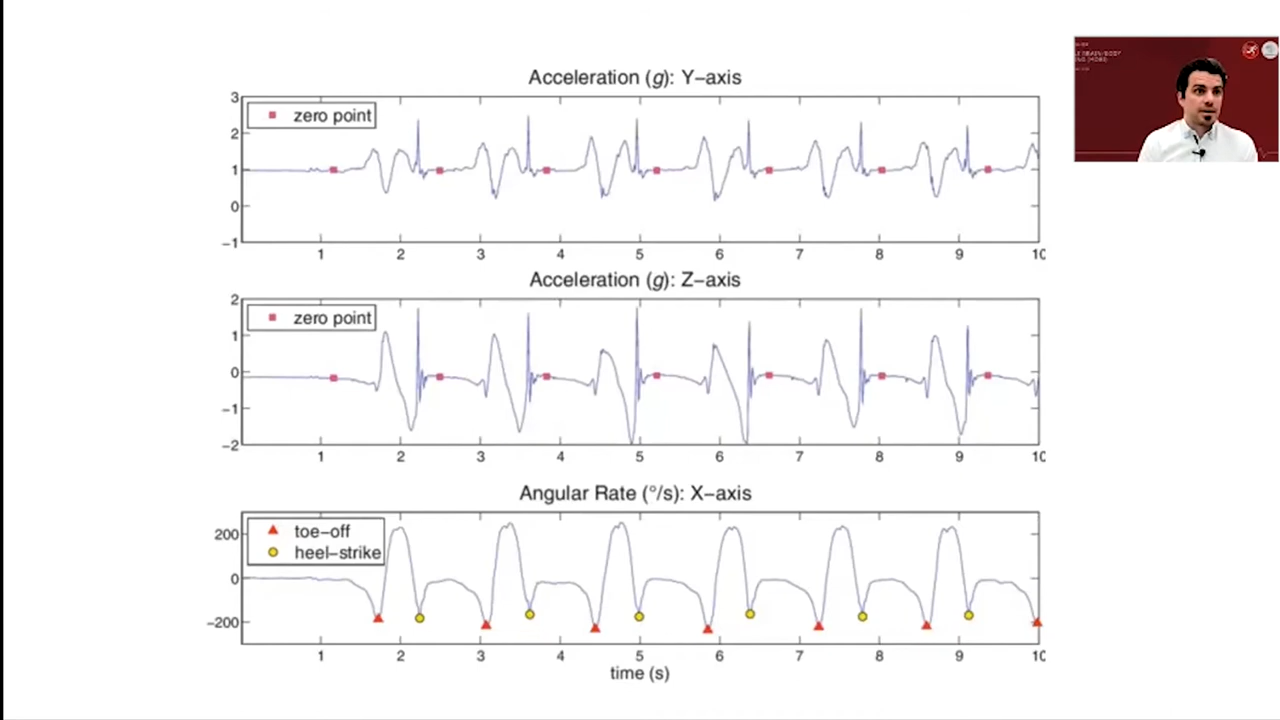 Acceleration (g): Y−axis
zero point
3
2
1
0
−1
1 2 3 4 5 6 7 8 9 10
Acceleration (g): Z−axis
zero point
2
1
0
−1
−2
1 2 3 4 5 6 7 8 9 10
Angular Rate (°/s): X−axis
toe−off
heel−strike
200
0
−200
1 2 3 4 5 6 7 8 9 10
time (s)